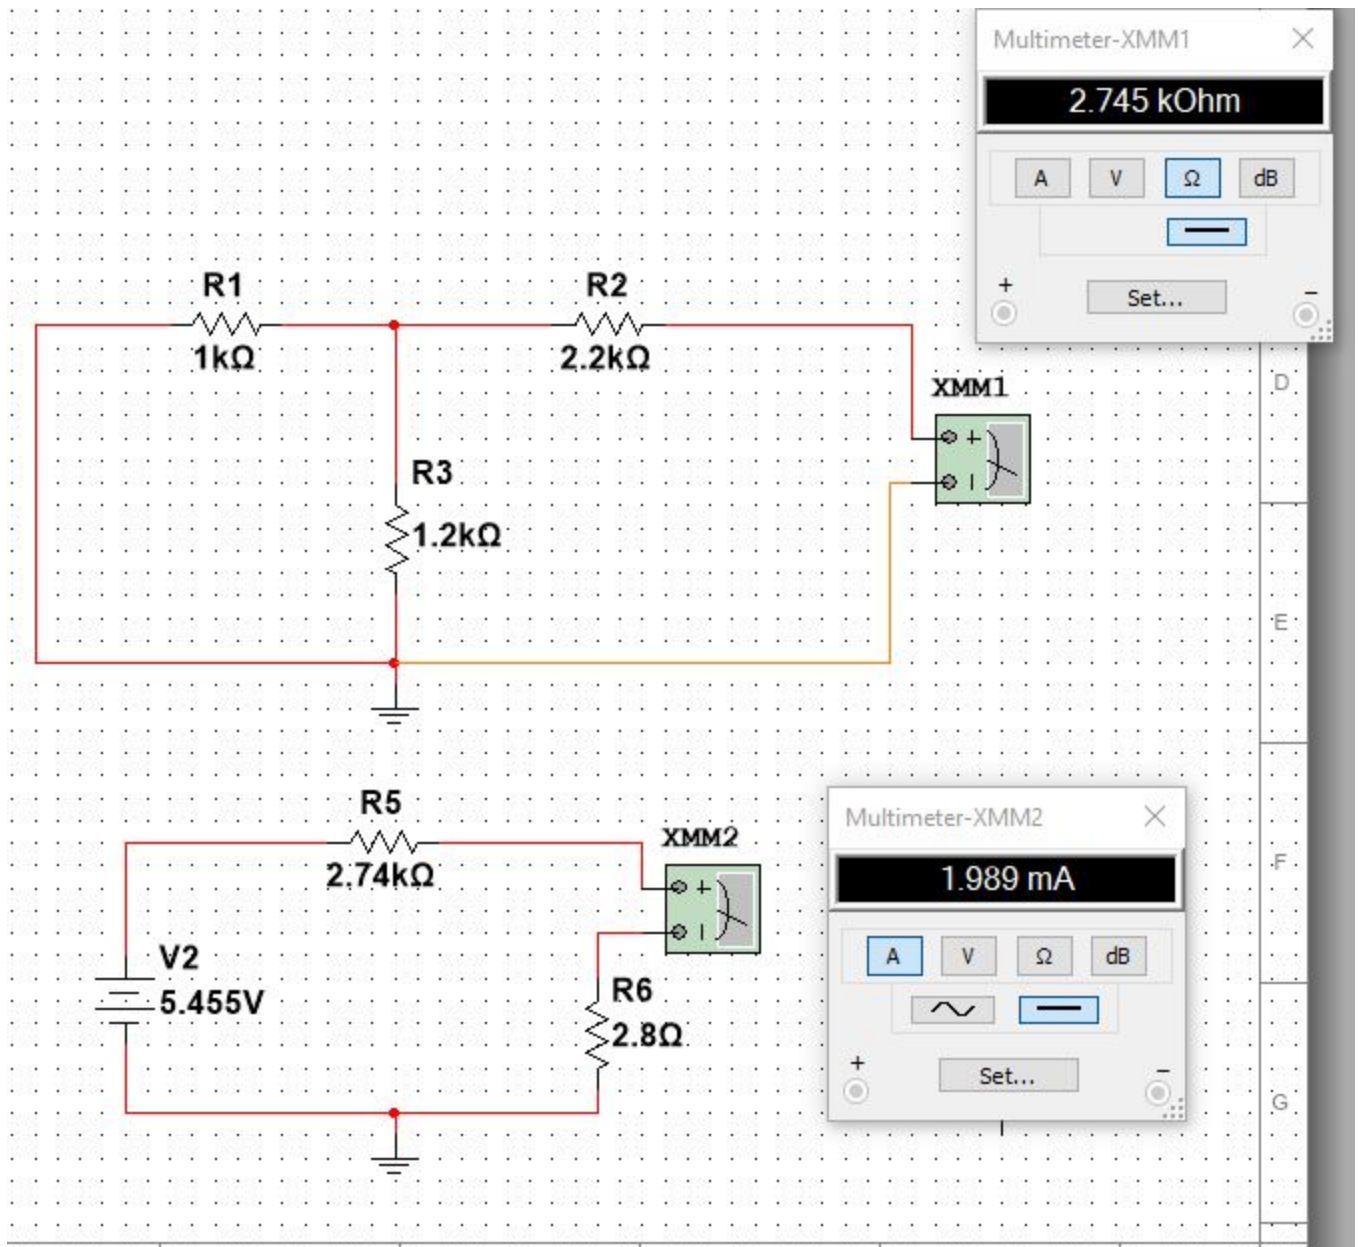 Multimeter-XMM1
2.745 kOhm
A V Ω dB
+ −
Set...
R1
1kΩ
R2
2.2kΩ
XMM1
+
D
R3
1.2kΩ
E
R5
2.74kΩ
XMM2
+
Multimeter-XMM2
1.989 mA
A V Ω dB
+ −
Set...
F
V2
5.455V
R6
2.8Ω
G